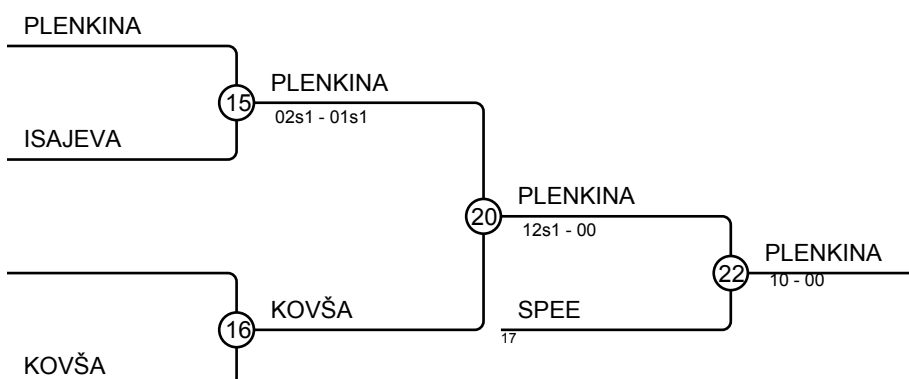 PLENKINA
PLENKINA
15
02s1 - 01s1
ISAJEVA
PLENKINA
20
12s1 - 00
PLENKINA
22
10 - 00
KOVŠA
SPEE
16
17
KOVŠA